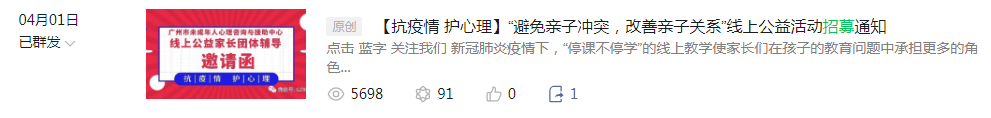 04月01日
已群发
广州市未成年人心理咨询与援助中心
线上公益家长团体辅导
邀请函
抗 疫 情 护 心 理
原创
【抗疫情 护心理】“避免亲子冲突，改善亲子关系”线上公益活动招募通知
点击 蓝字 关注我们 新冠肺炎疫情下，“停课不停学”的线上教学使家长们在孩子的教育问题中承担更多的角
色...
5698 91 0 1